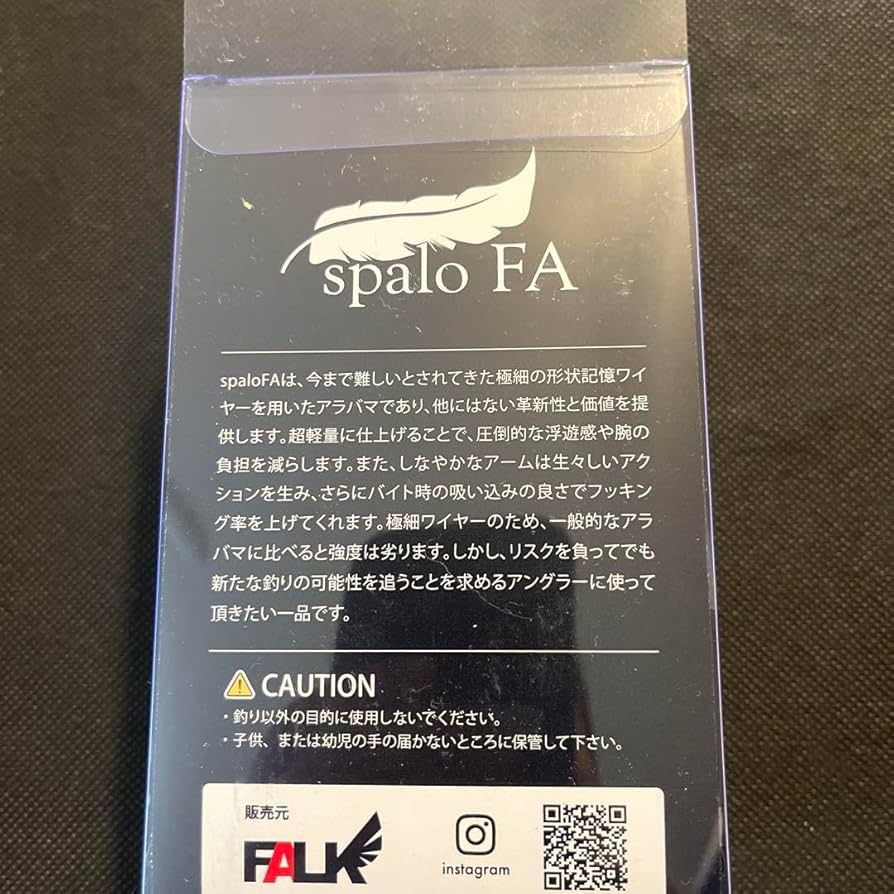 spalo FA
spaloFAは、今まで難しいとされてきた極細の形状記憶ワイ
ヤーを用いたアラバマであり、他にはない革新性と価値を提
供します。超軽量に仕上げることで、圧倒的な浮遊感や腕の
負担を減らします。また、しなやかなアームは生々しいアク
ションを生み、さらにバイト時の吸い込みの良さでフッキン
グ率を上げてくれます。極細ワイヤーのため、一般的なアラ
バマに比べると強度は劣ります。しかし、リスクを負ってでも
新たな釣りの可能性を追うことを求めるアングラーに使って
頂きたい一品です。
CAUTION
・釣り以外の目的に使用しないでください。
・子供、または幼児の手の届かないところに保管して下さい。
販売元
FALK
instagram